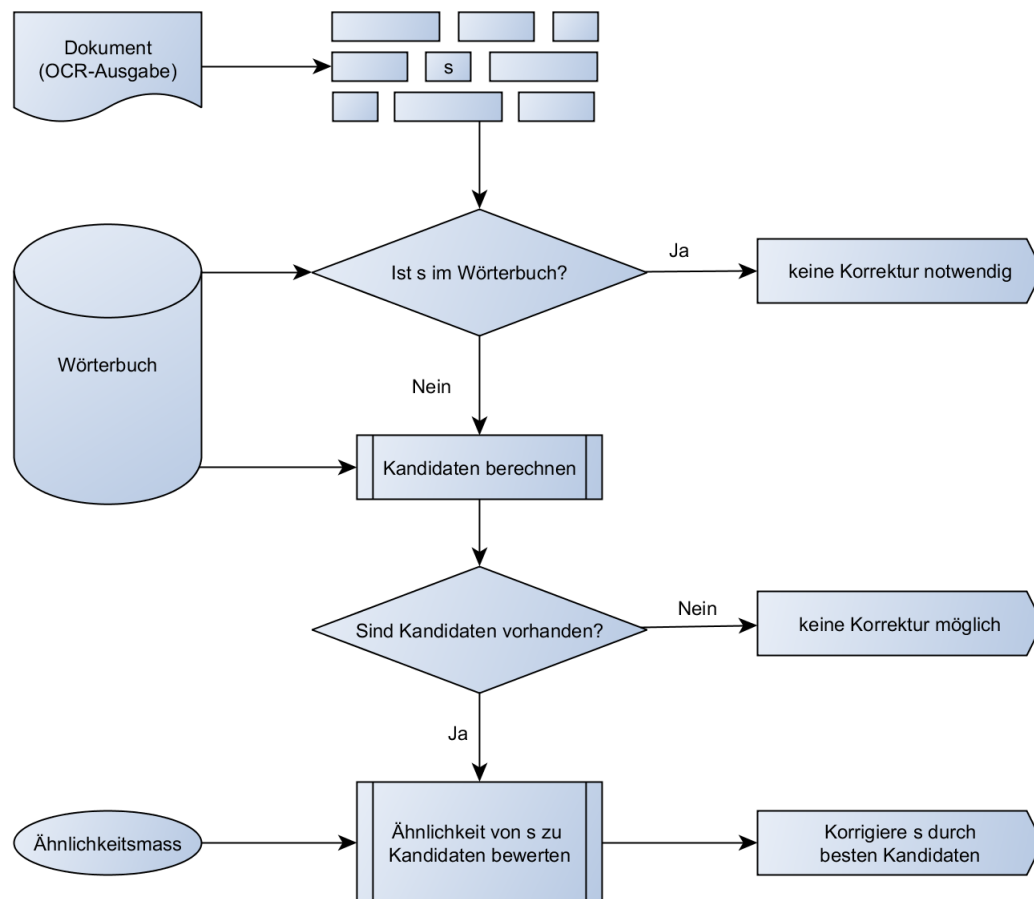 Dokument
(OCR-Ausgabe)
s
Ist s im Wörterbuch?
Ja
keine Korrektur notwendig
Wörterbuch
Nein
Kandidaten berechnen
Sind Kandidaten vorhanden?
Nein
keine Korrektur möglich
Ja
Ähnlichkeitsmass
Ähnlichkeit von s zu
Kandidaten bewerten
Korrigiere s durch
besten Kandidaten